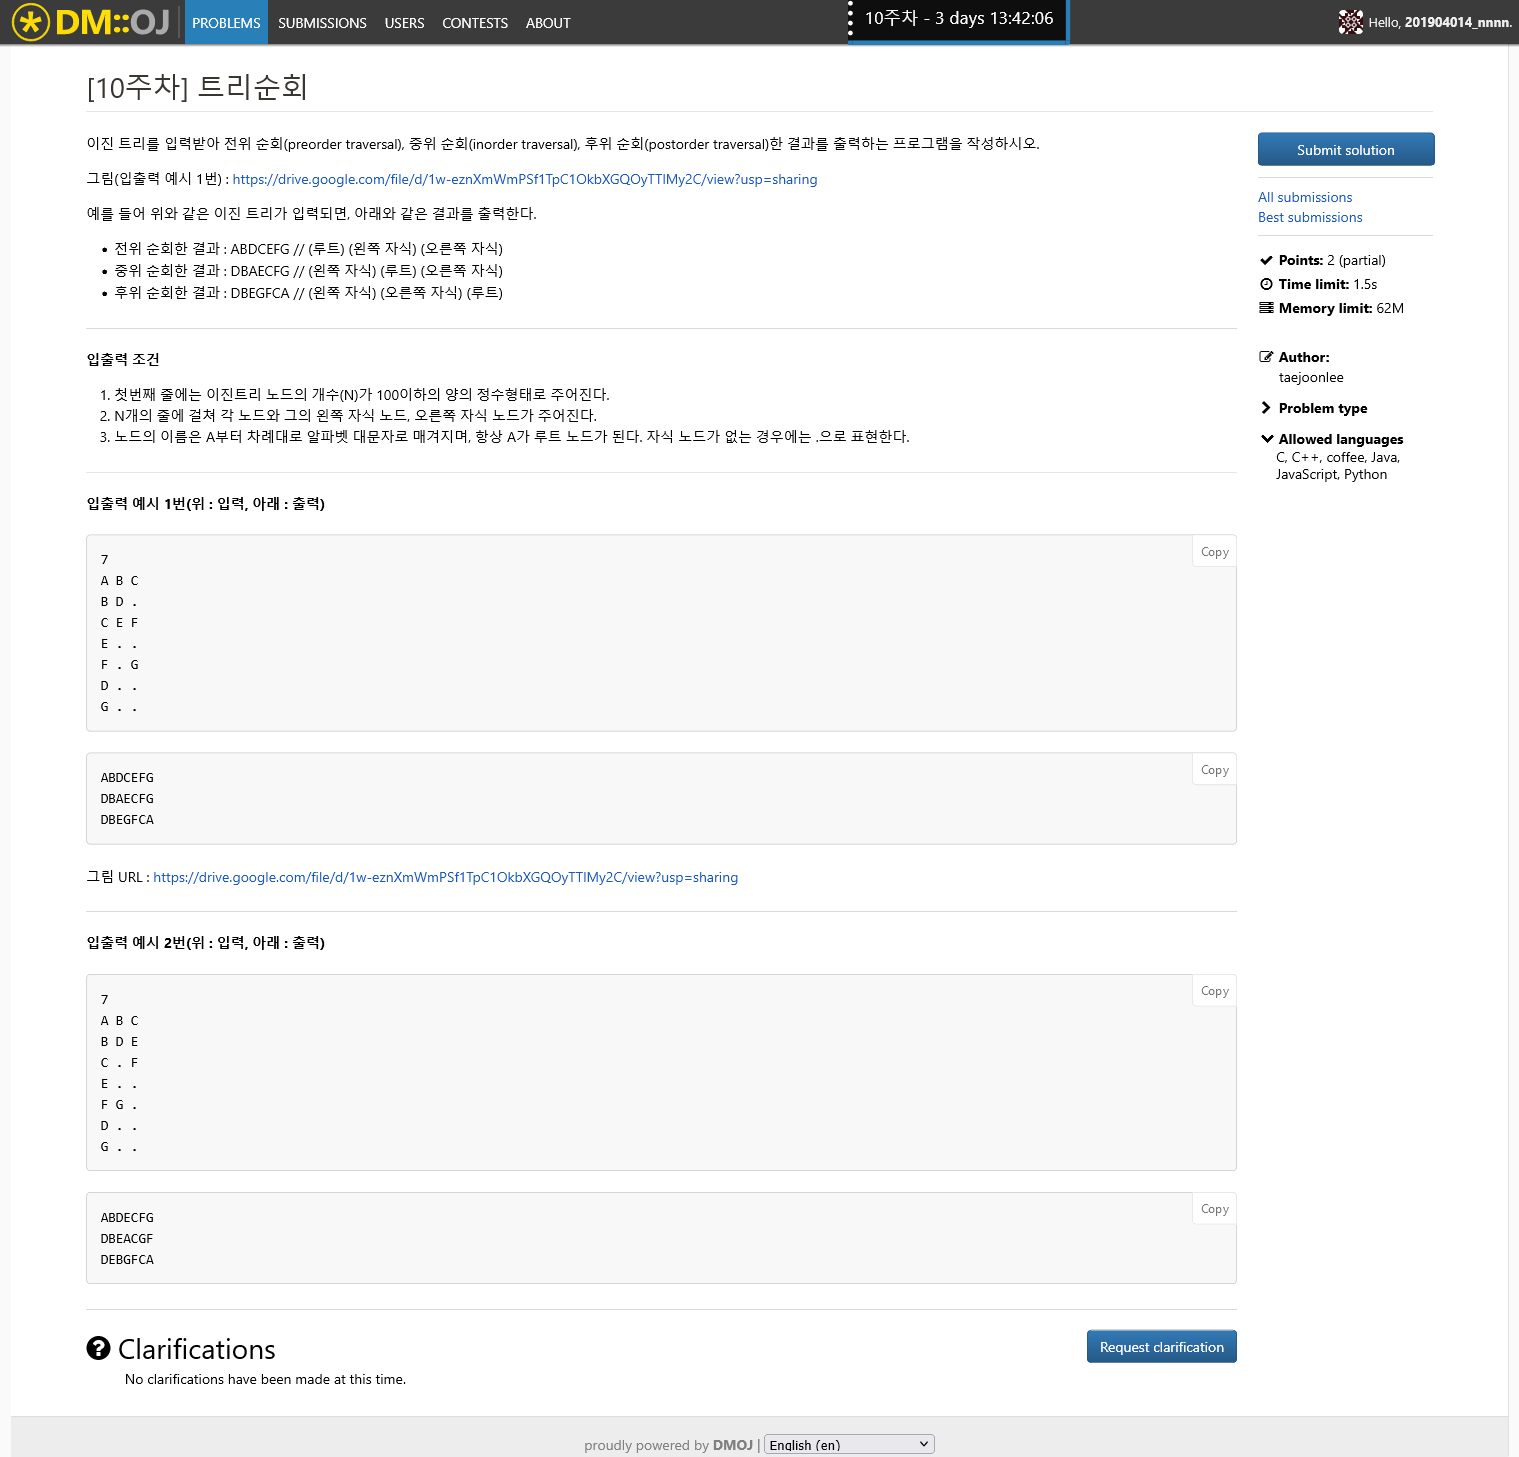 DM::OJ
PROBLEMS SUBMISSIONS USERS CONTESTS ABOUT
10주차 - 3 days 13:42:06
Hello, 201904014_nnnn.
[10주차] 트리순회
이진 트리를 입력받아 전위 순회(preorder traversal), 중위 순회(inorder traversal), 후위 순회(postorder traversal)한 결과를 출력하는 프로그램을 작성하시오.
그림(입출력 예시 1번) : https://drive.google.com/file/d/1w-eznXmWmPSf1TpC1OkbXGQOyTTIMy2C/view?usp=sharing
예를 들어 위와 같은 이진 트리가 입력되면, 아래와 같은 결과를 출력한다.
• 전위 순회한 결과 : ABDCEFG // (루트) (왼쪽 자식) (오른쪽 자식)
• 중위 순회한 결과 : DBAECFG // (왼쪽 자식) (루트) (오른쪽 자식)
• 후위 순회한 결과 : DBEGFCA // (왼쪽 자식) (오른쪽 자식) (루트)
입출력 조건
1. 첫번째 줄에는 이진트리 노드의 개수(N)가 100이하의 양의 정수형태로 주어진다.
2. N개의 줄에 걸쳐 각 노드와 그의 왼쪽 자식 노드, 오른쪽 자식 노드가 주어진다.
3. 노드의 이름은 A부터 차례대로 알파벳 대문자로 매겨지며, 항상 A가 루트 노드가 된다. 자식 노드가 없는 경우에는 .으로 표현한다.
입출력 예시 1번(위 : 입력, 아래 : 출력)
Copy
7
A B C
B D .
C E F
E . .
F . G
D . .
G . .
Copy
ABDCEFG
DBAECFG
DBEGFCA
그림 URL : https://drive.google.com/file/d/1w-eznXmWmPSf1TpC1OkbXGQOyTTIMy2C/view?usp=sharing
입출력 예시 2번(위 : 입력, 아래 : 출력)
Copy
7
A B C
B D E
C . F
E . .
F G .
D . .
G . .
Copy
ABDECFG
DBEACGF
DEBGFCA
Clarifications
Request clarification
No clarifications have been made at this time.
Submit solution
All submissions
Best submissions
Points: 2 (partial)
Time limit: 1.5s
Memory limit: 62M
Author:
taejoonlee
Problem type
Allowed languages
C, C++, coffee, Java,
JavaScript, Python
proudly powered by DMOJ | English (en)